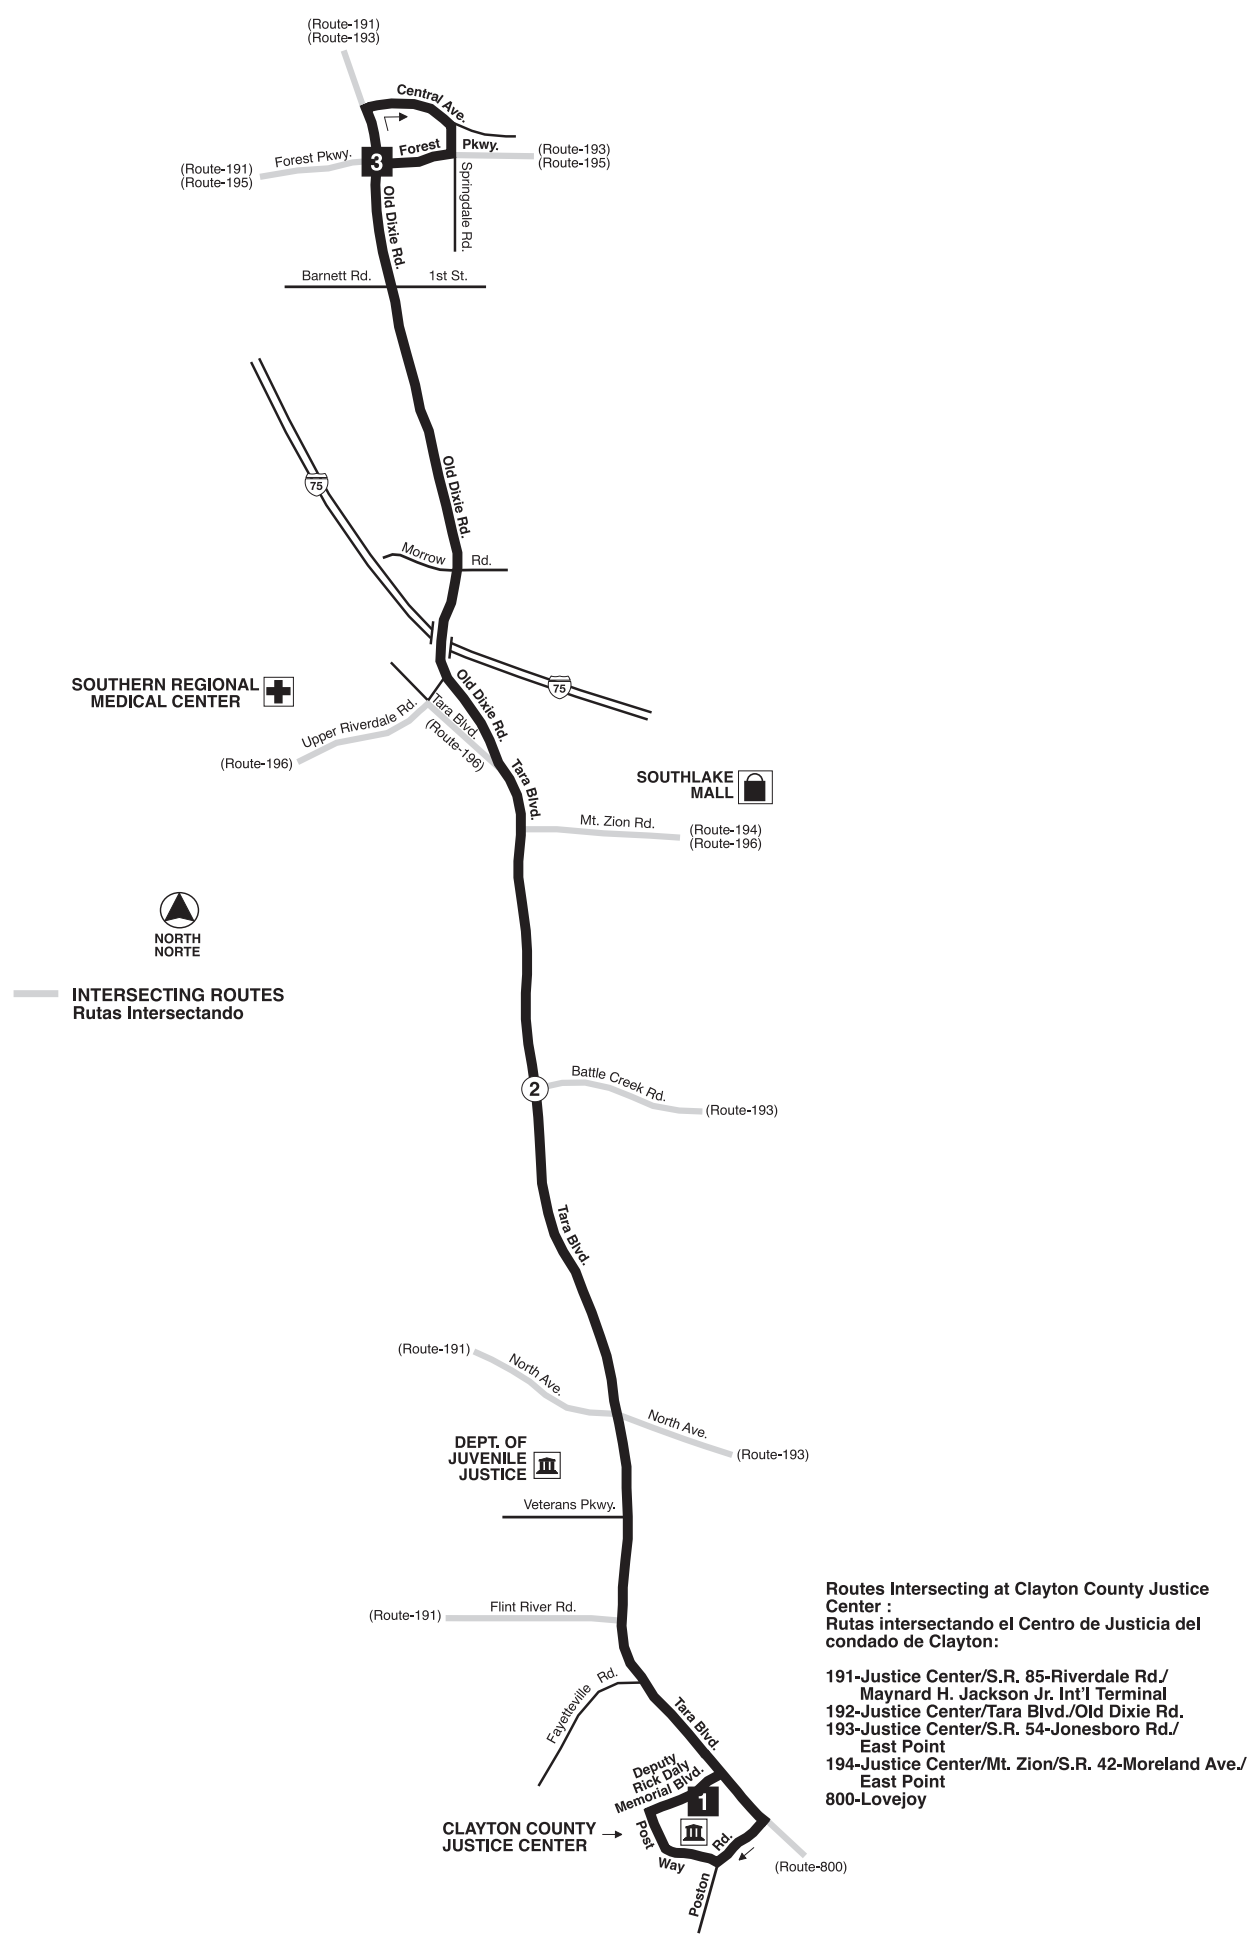 (Route-191)
(Route-193)
Central Ave.
Forest Pkwy.
3
Forest
Pkwy.
(Route-193)
(Route-195)
(Route-191)
(Route-195)
Old Dixie Rd.
Springdale Rd.
Barnett Rd.
1st St.
75
Old Dixie Rd.
Morrow
Rd.
SOUTHERN REGIONAL
MEDICAL CENTER
Old Dixie Rd.
75
Upper Riverdale Rd.
Tara Blvd.
(Route-196)
(Route-196)
Tara Blvd.
SOUTHLAKE
MALL
Mt. Zion Rd.
(Route-194)
(Route-196)
NORTH
NORTE
INTERSECTING ROUTES
Rutas Intersectando
2
Battle Creek Rd.
(Route-193)
Tara Blvd.
(Route-191)
North Ave.
North Ave.
(Route-193)
DEPT. OF
JUVENILE
JUSTICE
Veterans Pkwy.
(Route-191)
Flint River Rd.
Fayetteville Rd.
Tara Blvd.
Deputy
Rick Daly
Memorial Blvd.
1
CLAYTON COUNTY
JUSTICE CENTER
Post
Way
Rd.
Poston
(Route-800)
Routes Intersecting at Clayton County Justice
Center :
Rutas intersectando el Centro de Justicia del
condado de Clayton:
191-Justice Center/S.R. 85-Riverdale Rd./
Maynard H. Jackson Jr. Int'l Terminal
192-Justice Center/Tara Blvd./Old Dixie Rd.
193-Justice Center/S.R. 54-Jonesboro Rd./
East Point
194-Justice Center/Mt. Zion/S.R. 42-Moreland Ave./
East Point
800-Lovejoy